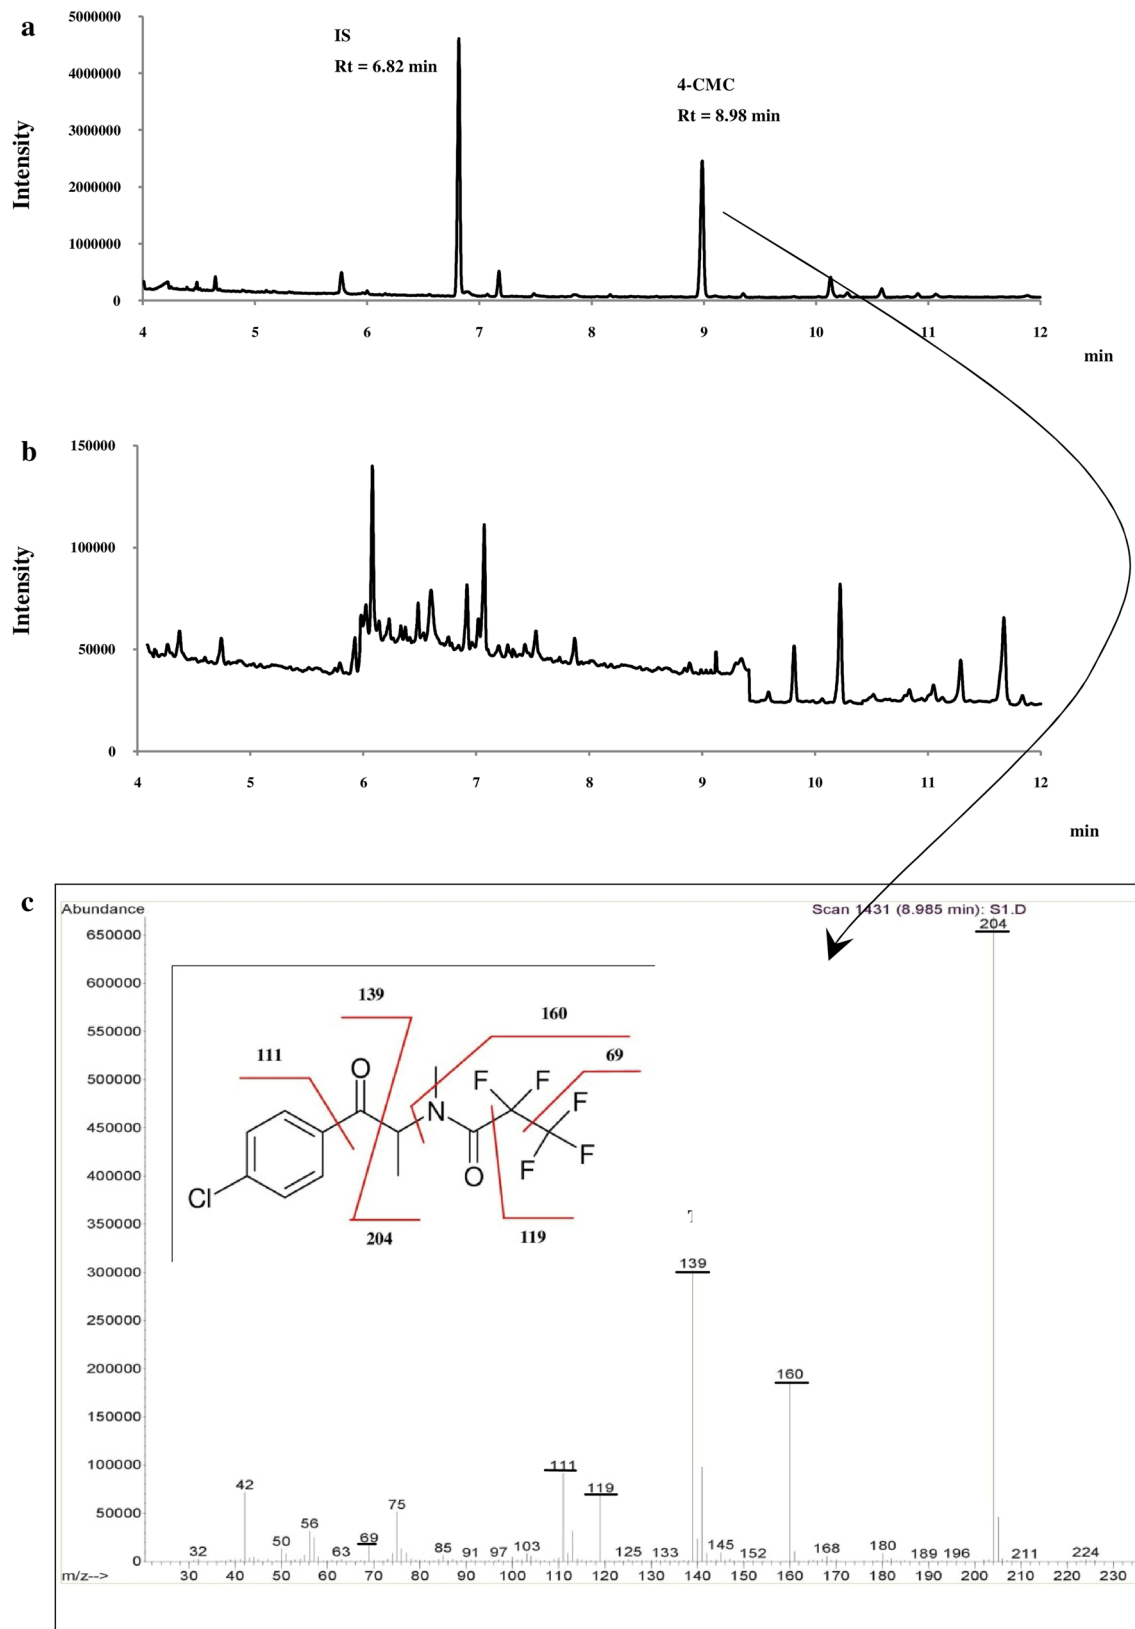 a
5000000
4000000
3000000
2000000
1000000
0
Intensity
IS
Rt = 6.82 min
4-CMC
Rt = 8.98 min
4 5 6 7 8 9 10 11 12
min
b
150000
100000
50000
0
Intensity
4 5 6 7 8 9 10 11 12
min
c
Abundance
Scan 1431 (8.985 min): S1.D
650000
600000
550000
500000
450000
400000
350000
300000
250000
200000
150000
100000
50000
0
139
160
111
69
O
F F
F
N
F
F
O
Cl
204
119
204
139
160
111
119
42
75
56
50
69
32
63
85
91
97
103
125
133
145
152
168
180
189
196
211
224
m/z-->
30 40 50 60 70 80 90 100 110 120 130 140 150 160 170 180 190 200 210 220 230